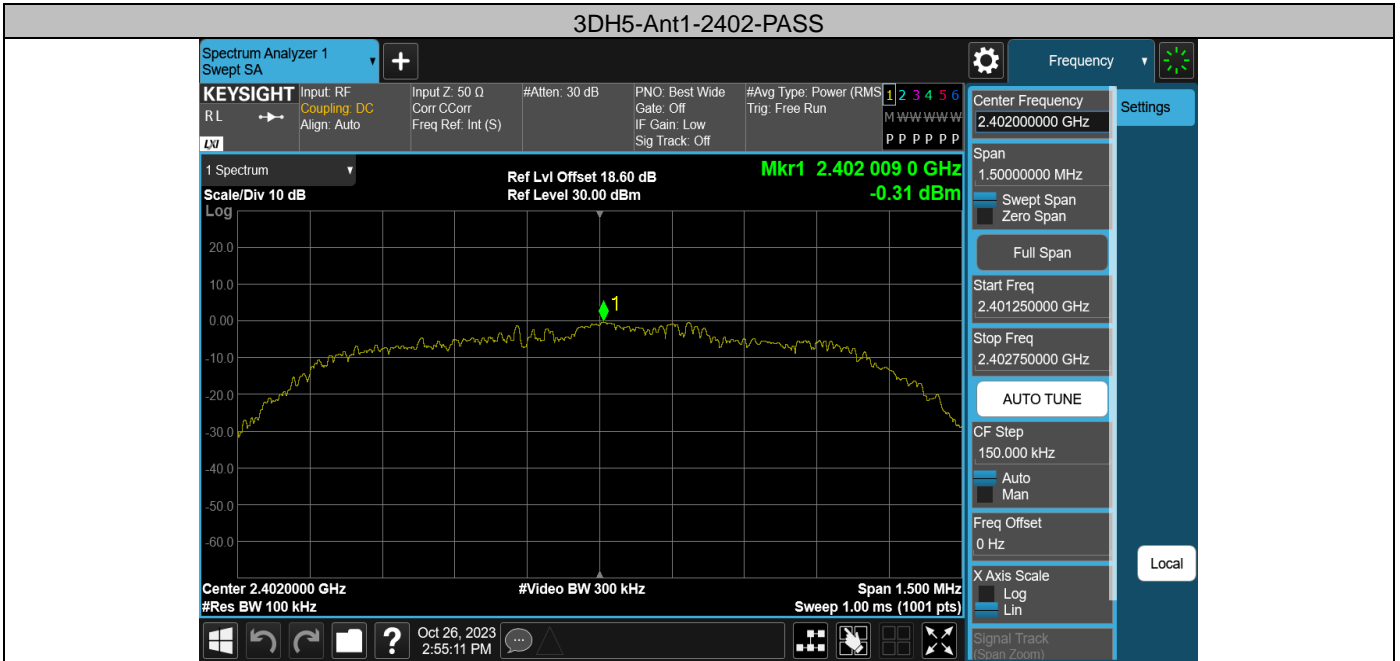 3DH5-Ant1-2402-PASS
Spectrum Analyzer 1
Swept SA
+
Frequency
KEYSIGHT
RL
LXI
Input: RF
Coupling: DC
Align: Auto
Input Z: 50 Ω
Corr CCorr
Freq Ref: Int (S)
#Atten: 30 dB
PNO: Best Wide
Gate: Off
IF Gain: Low
Sig Track: Off
#Avg Type: Power (RMS
Trig: Free Run
1 2 3 4 5 6
M W W W W W
P P P P P P
1 Spectrum
Scale/Div 10 dB
Ref Lvl Offset 18.60 dB
Ref Level 30.00 dBm
Mkr1 2.402 009 0 GHz
-0.31 dBm
Log
20.0
10.0
0.00
-10.0
-20.0
-30.0
-40.0
-50.0
-60.0
1
Center 2.4020000 GHz
#Res BW 100 kHz
#Video BW 300 kHz
Span 1.500 MHz
Sweep 1.00 ms (1001 pts)
Center Frequency
2.402000000 GHz
Span
1.50000000 MHz
Swept Span
Zero Span
Full Span
Start Freq
2.401250000 GHz
Stop Freq
2.402750000 GHz
AUTO TUNE
CF Step
150.000 kHz
Auto
Man
Freq Offset
0 Hz
X Axis Scale
Log
Lin
Signal Track
(Span Zoom)
Settings
Local
?
Oct 26, 2023
2:55:11 PM